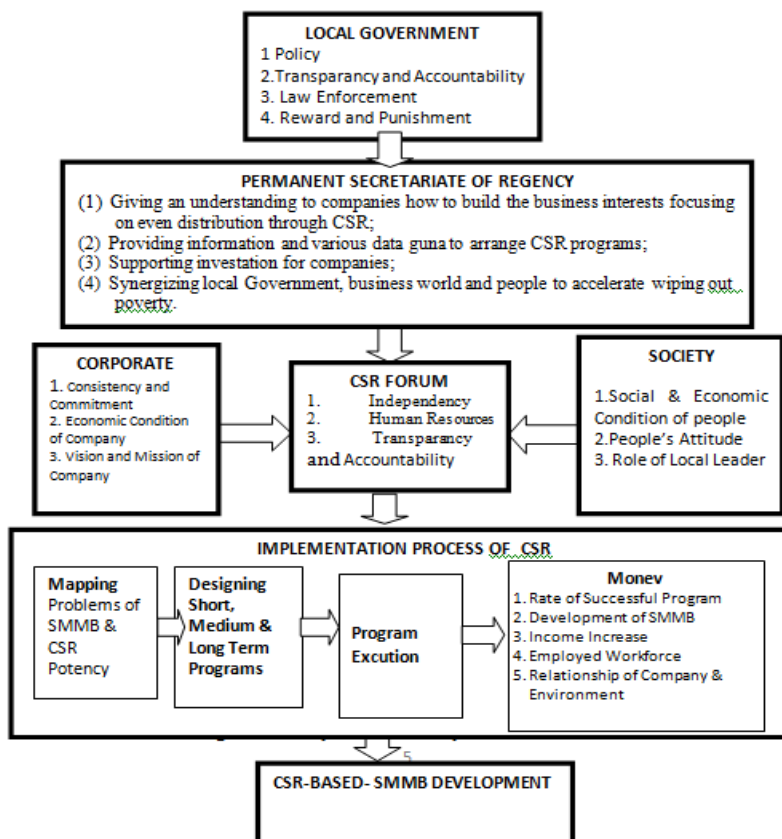 LOCAL GOVERNMENT
1 Policy
2.Transparancy and Accountability
3. Law Enforcement
4. Reward and Punishment
PERMANENT SECRETARIATE OF REGENCY
(1) Giving an understanding to companies how to build the business interests focusing
on even distribution through CSR;
(2) Providing information and various data guna to arrange CSR programs;
(3) Supporting investation for companies;
(4) Synergizing local Government, business world and people to accelerate wiping out
poverty.
CORPORATE
1. Consistency and
Commitment
2. Economic Condition
of Company
3. Vision and Mission of
Company
CSR FORUM
1. Independency
2. Human Resources
3. Transparancy
and Accountability
SOCIETY
1.Social & Economic
Condition of people
2.People's Attitude
3. Role of Local Leader
IMPLEMENTATION PROCESS OF CSR
Mapping
Problems of
SMMB &
CSR
Potency
Designing
Short,
Medium &
Long Term
Programs
Program
Excution
Monev
1. Rate of Successful Program
2. Development of SMMB
3. Income Increase
4. Employed Workforce
5. Relationship of Company &
Environment
5
CSR-BASED- SMMB DEVELOPMENT